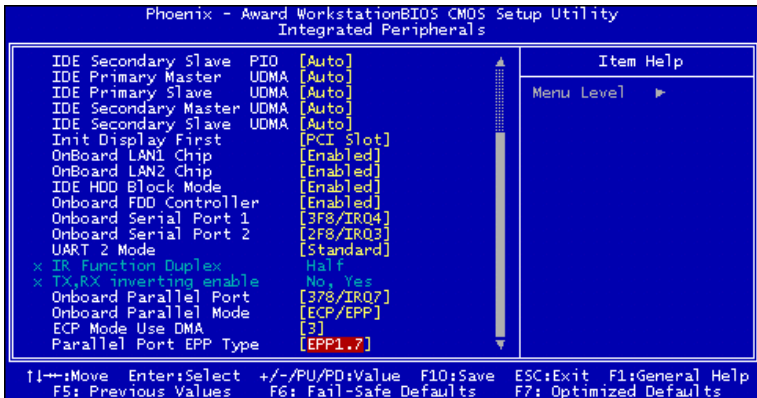 Phoenix - Award WorkstationBIOS CMOS Setup Utility
Integrated Peripherals
IDE Secondary Slave PIO [Auto]
IDE Primary Master UDMA [Auto]
IDE Primary Slave UDMA [Auto]
IDE Secondary Master UDMA [Auto]
IDE Secondary Slave UDMA [Auto]
Init Display First [PCI Slot]
OnBoard LAN1 Chip [Enabled]
OnBoard LAN2 Chip [Enabled]
IDE HDD Block Mode [Enabled]
Onboard FDD Controller [Enabled]
Onboard Serial Port 1 [3F8/IRQ4]
Onboard Serial Port 2 [2F8/IRQ3]
UART 2 Mode [Standard]
x IR Function Duplex Half
x TX,RX inverting enable No, Yes
Onboard Parallel Port [378/IRQ7]
Onboard Parallel Mode [ECP/EPP]
ECP Mode Use DMA [3]
Parallel Port EPP Type [EPP1.7]
Item Help
Menu Level ►
↑↓→←:Move Enter:Select +/-/PU/PD:Value F10:Save ESC:Exit F1:General Help
F5: Previous Values F6: Fail-Safe Defaults F7: Optimized Defaults